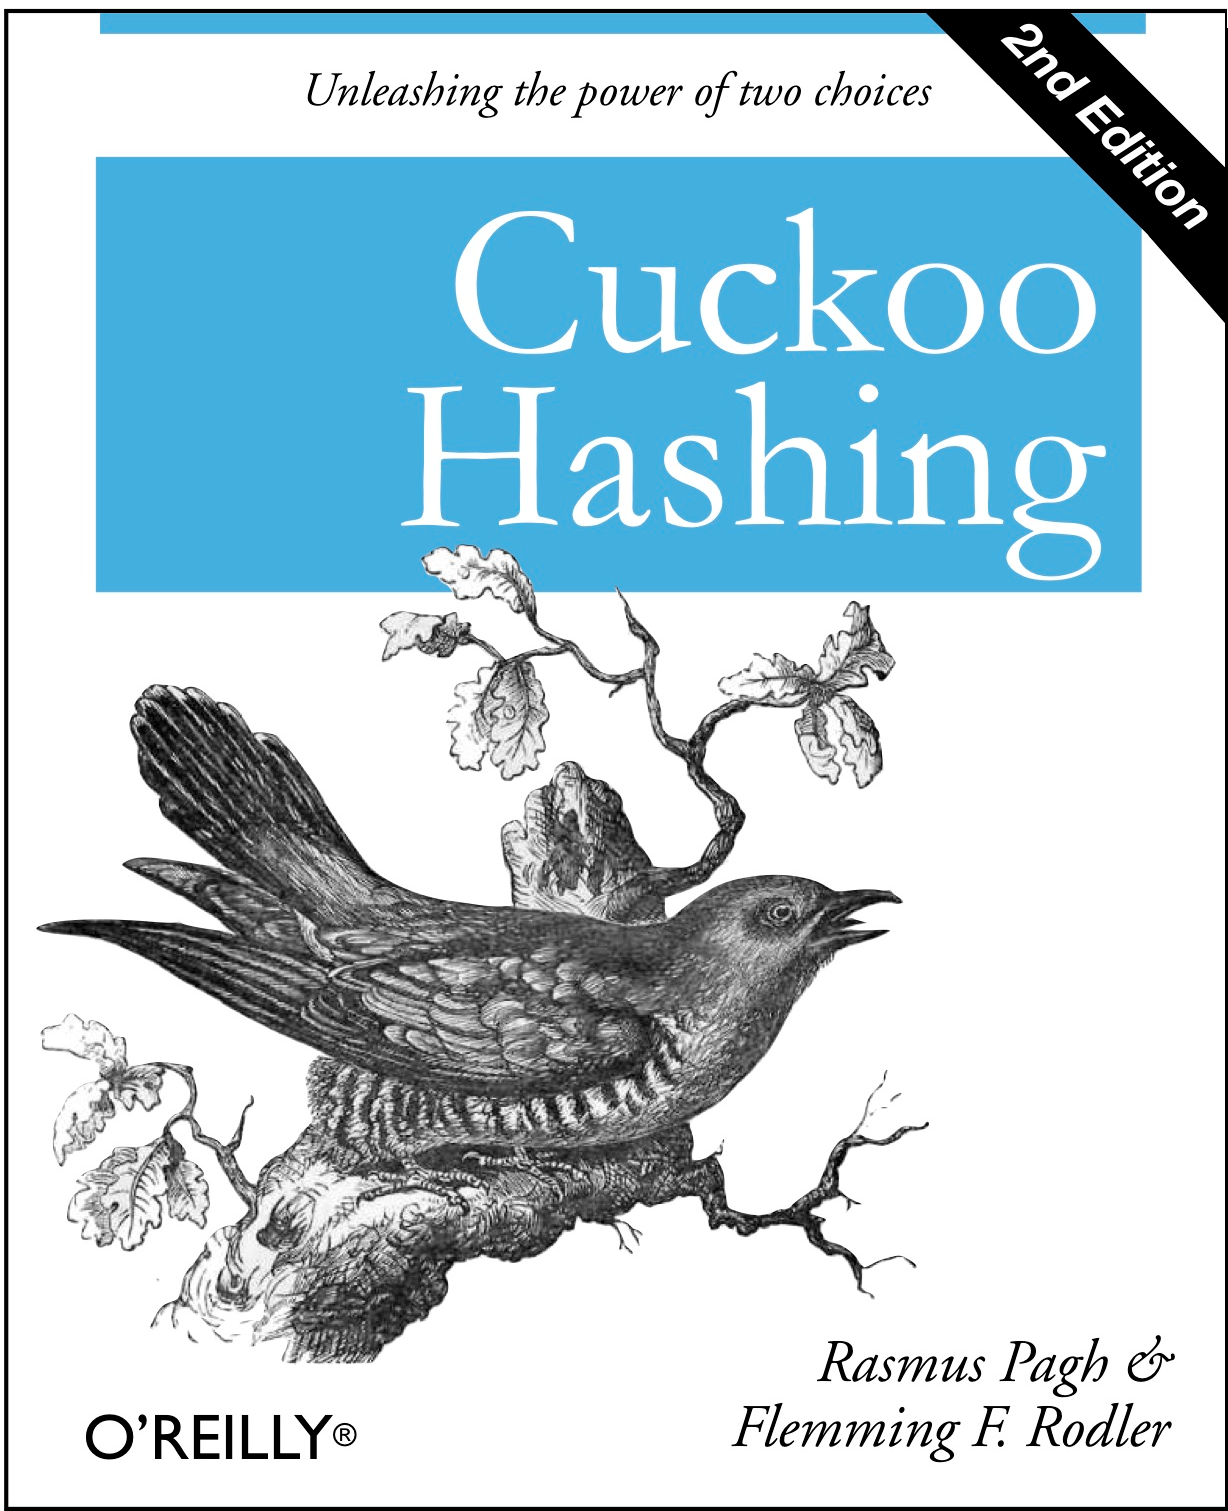 Unleashing the power of two choices
2nd Edition
Cuckoo
Hashing
Rasmus Pagh &
Flemming F. Rodler
O'REILLY®